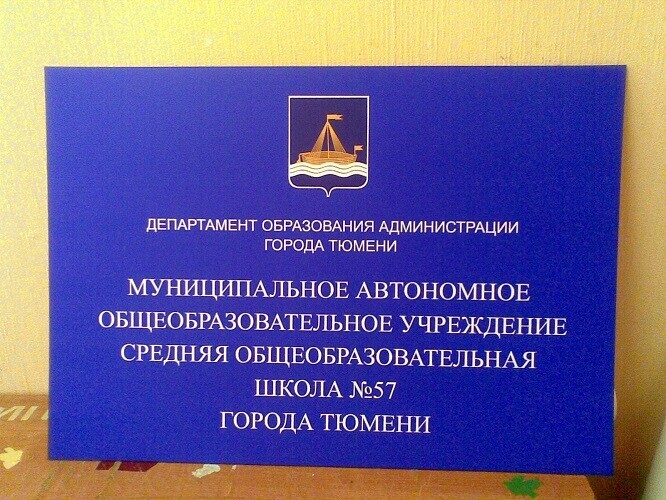 ДЕПАРТАМЕНТ ОБРАЗОВАНИЯ АДМИНИСТРАЦИИ
ГОРОДА ТЮМЕНИ
МУНИЦИПАЛЬНОЕ АВТОНОМНОЕ
ОБЩЕОБРАЗОВАТЕЛЬНОЕ УЧРЕЖДЕНИЕ
СРЕДНЯЯ ОБЩЕОБРАЗОВАТЕЛЬНАЯ
ШКОЛА №57
ГОРОДА ТЮМЕНИ